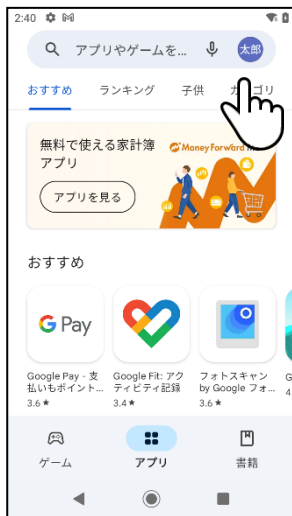 2:40
アプリやゲームを...
太郎
おすすめ ランキング 子供
無料で使える家計簿
アプリ
Money Forward
アプリを見る
おすすめ
G Pay
Google Pay - 支
払いもポイント...
3.6★
Google Fit: アク
ティビティ記録
3.4★
フォトスキャン
by Google フォ...
3.6★
G
4
ゲーム アプリ 書籍